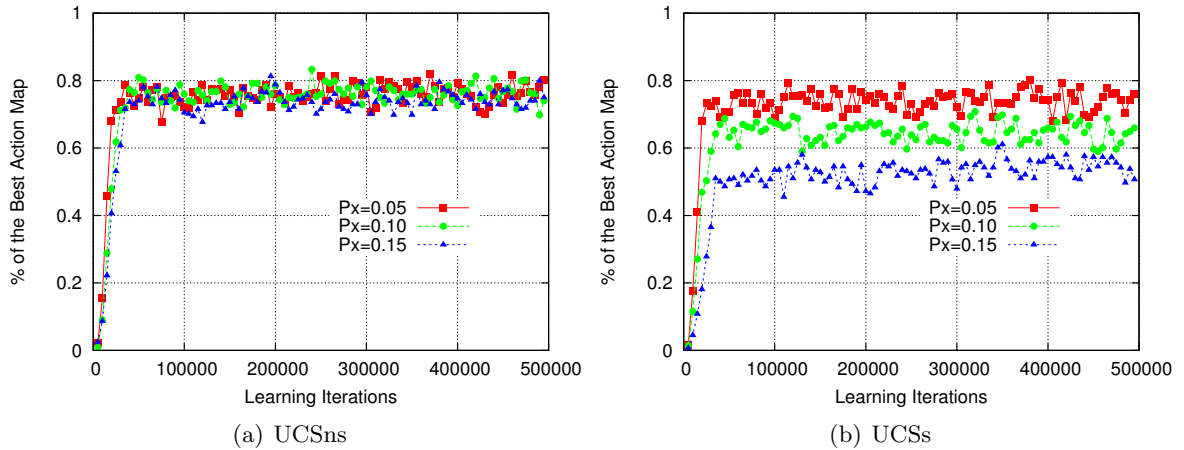 1
0.8
0.6
0.4
0.2
0
% of the Best Action Map
Px=0.05
Px=0.10
Px=0.15
0 100000 200000 300000 400000 500000
Learning Iterations
(a) UCSns
1
0.8
0.6
0.4
0.2
0
% of the Best Action Map
Px=0.05
Px=0.10
Px=0.15
0 100000 200000 300000 400000 500000
Learning Iterations
(b) UCSs